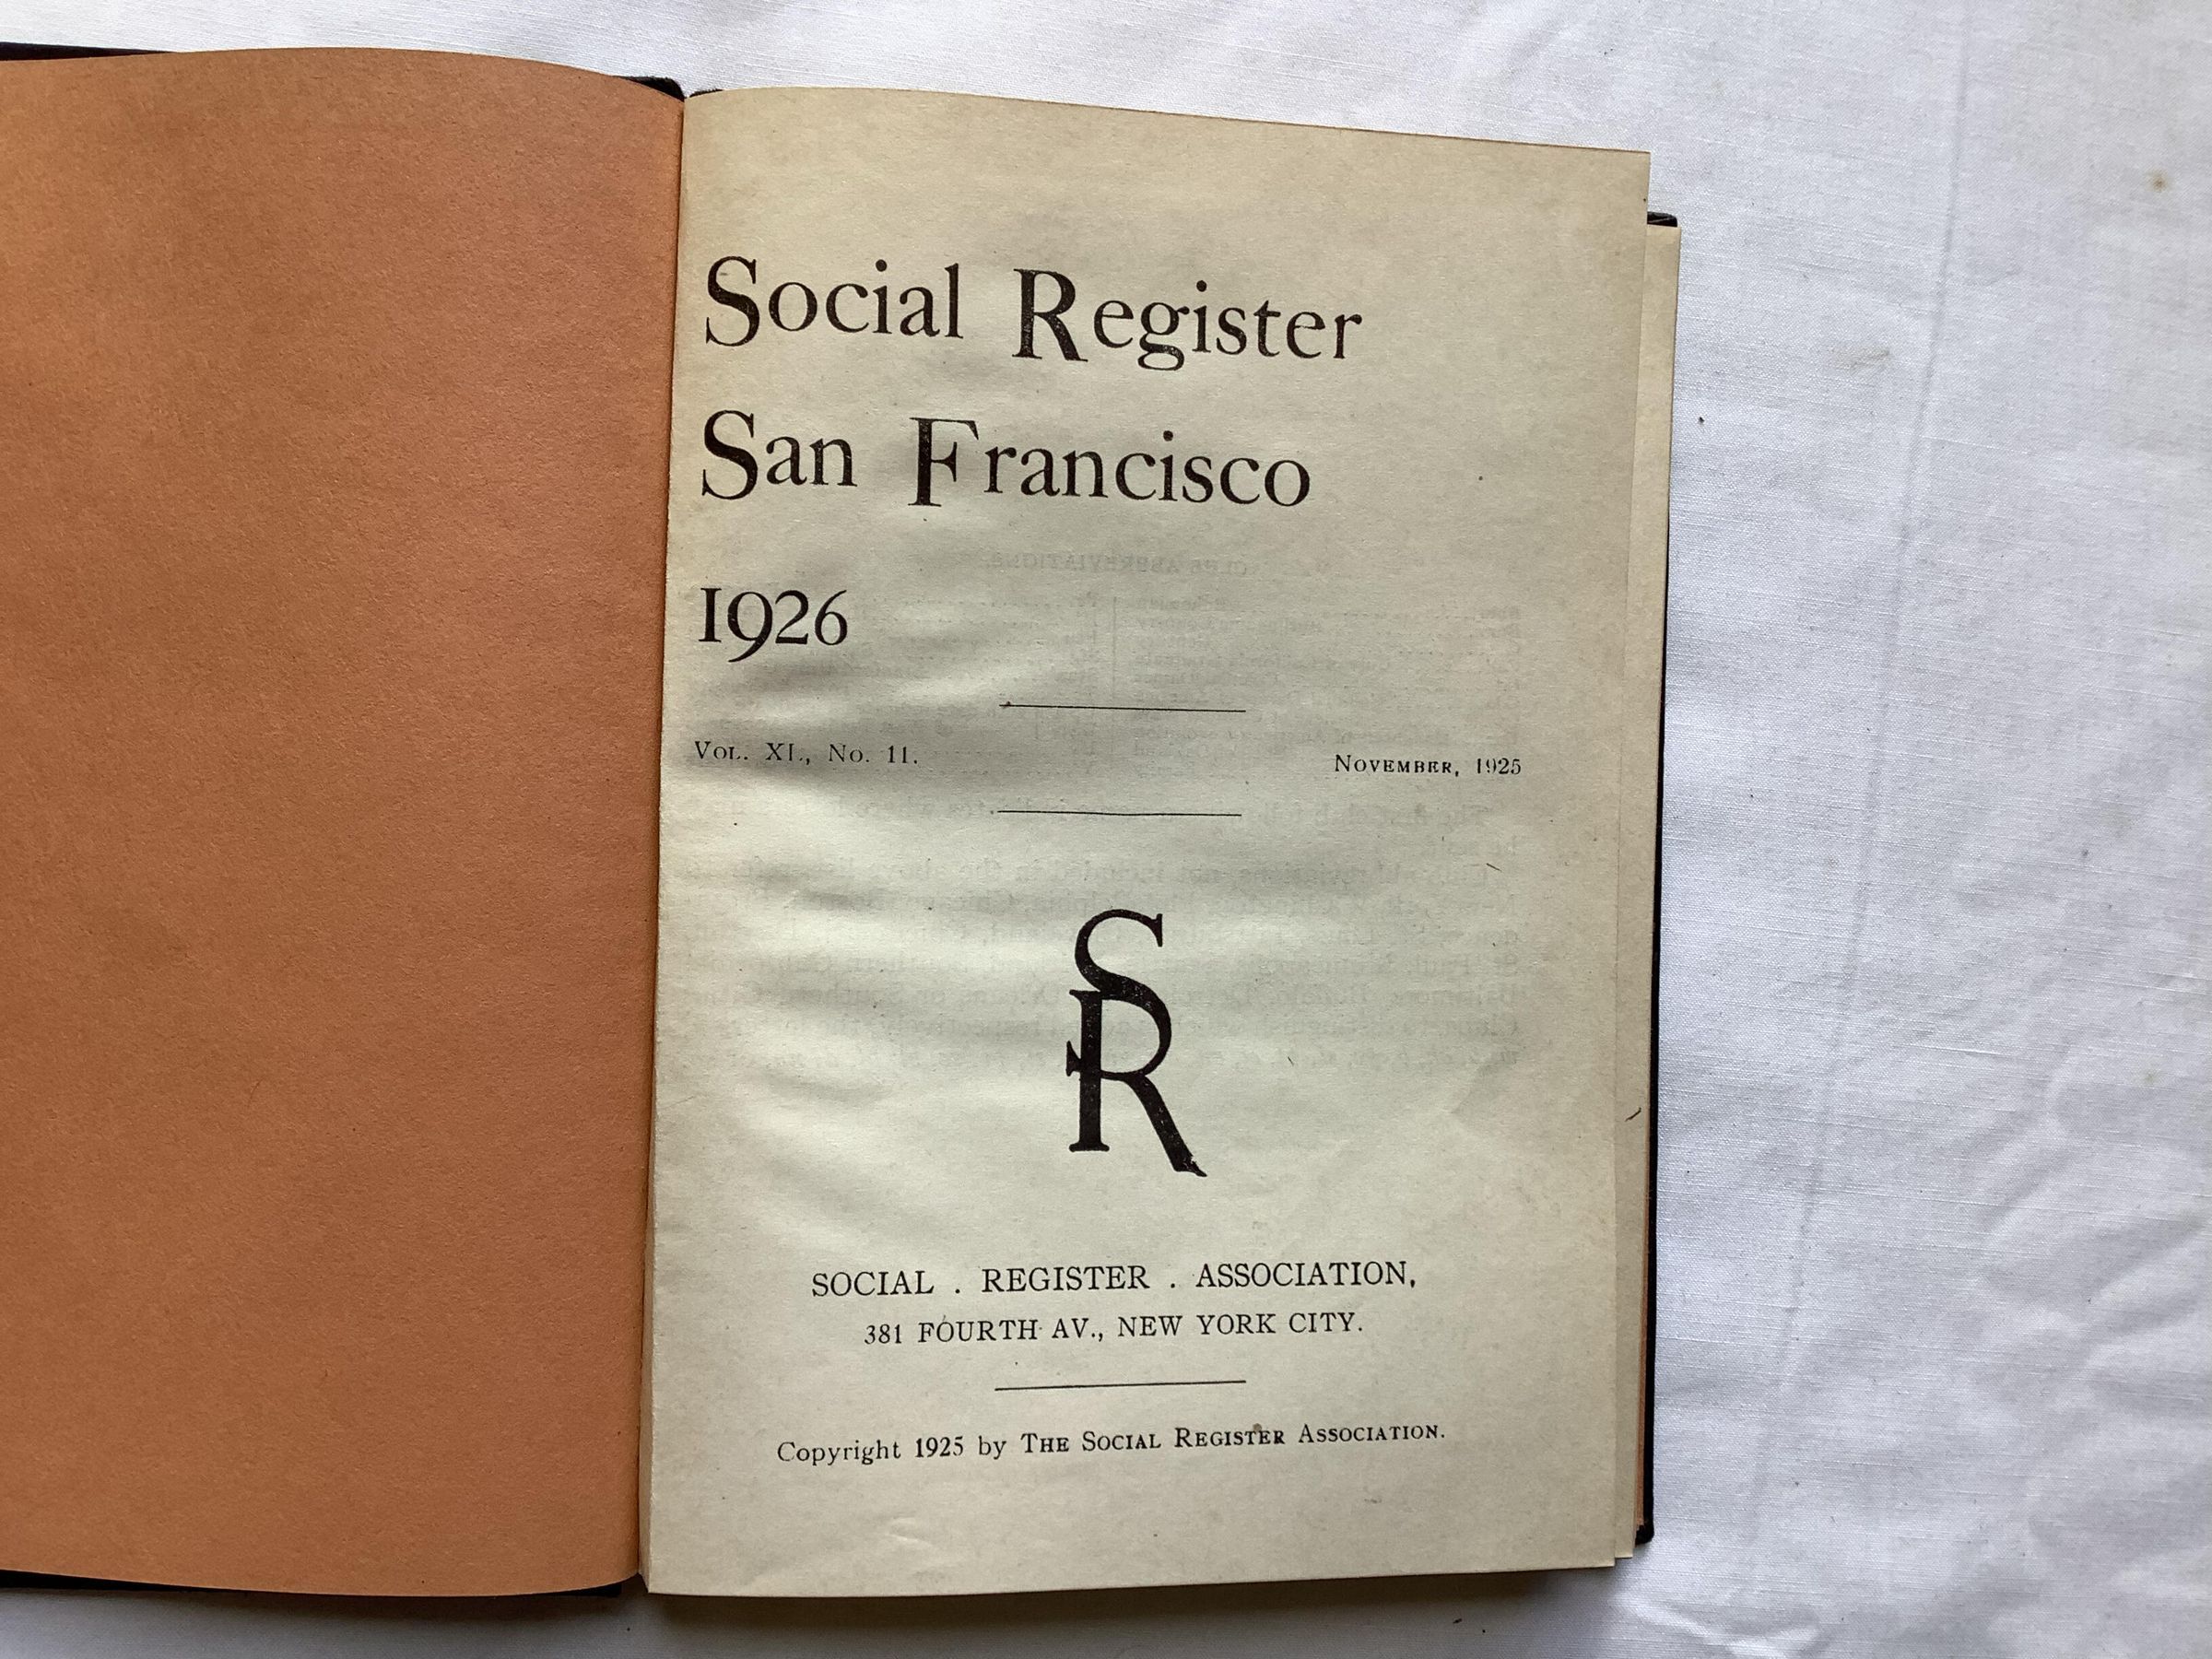 Social Register
San Francisco
1926
VOL. XL, No. 11.
NOVEMBER, 1925
SR
SOCIAL . REGISTER . ASSOCIATION,
381 FOURTH AV., NEW YORK CITY.
Copyright 1925 by THE SOCIAL REGISTER ASSOCIATION.